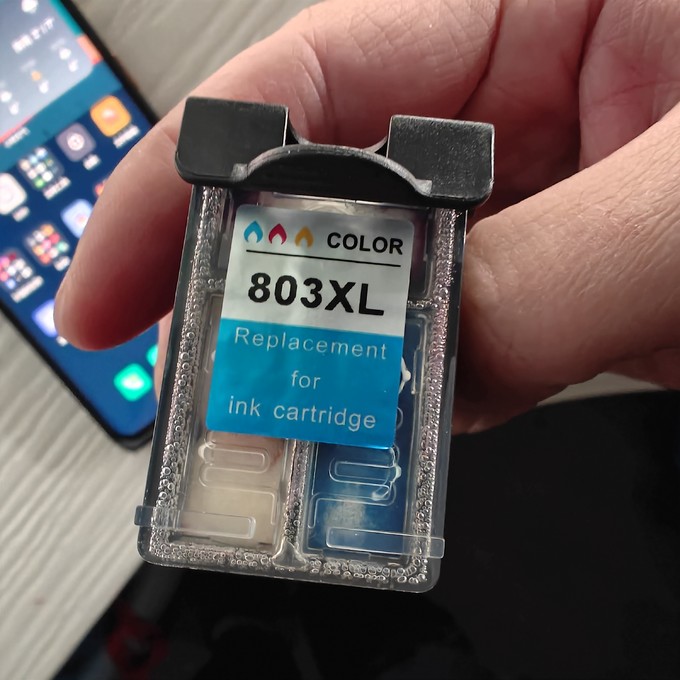 COLOR
803XL
Replacement
for
ink cartridge